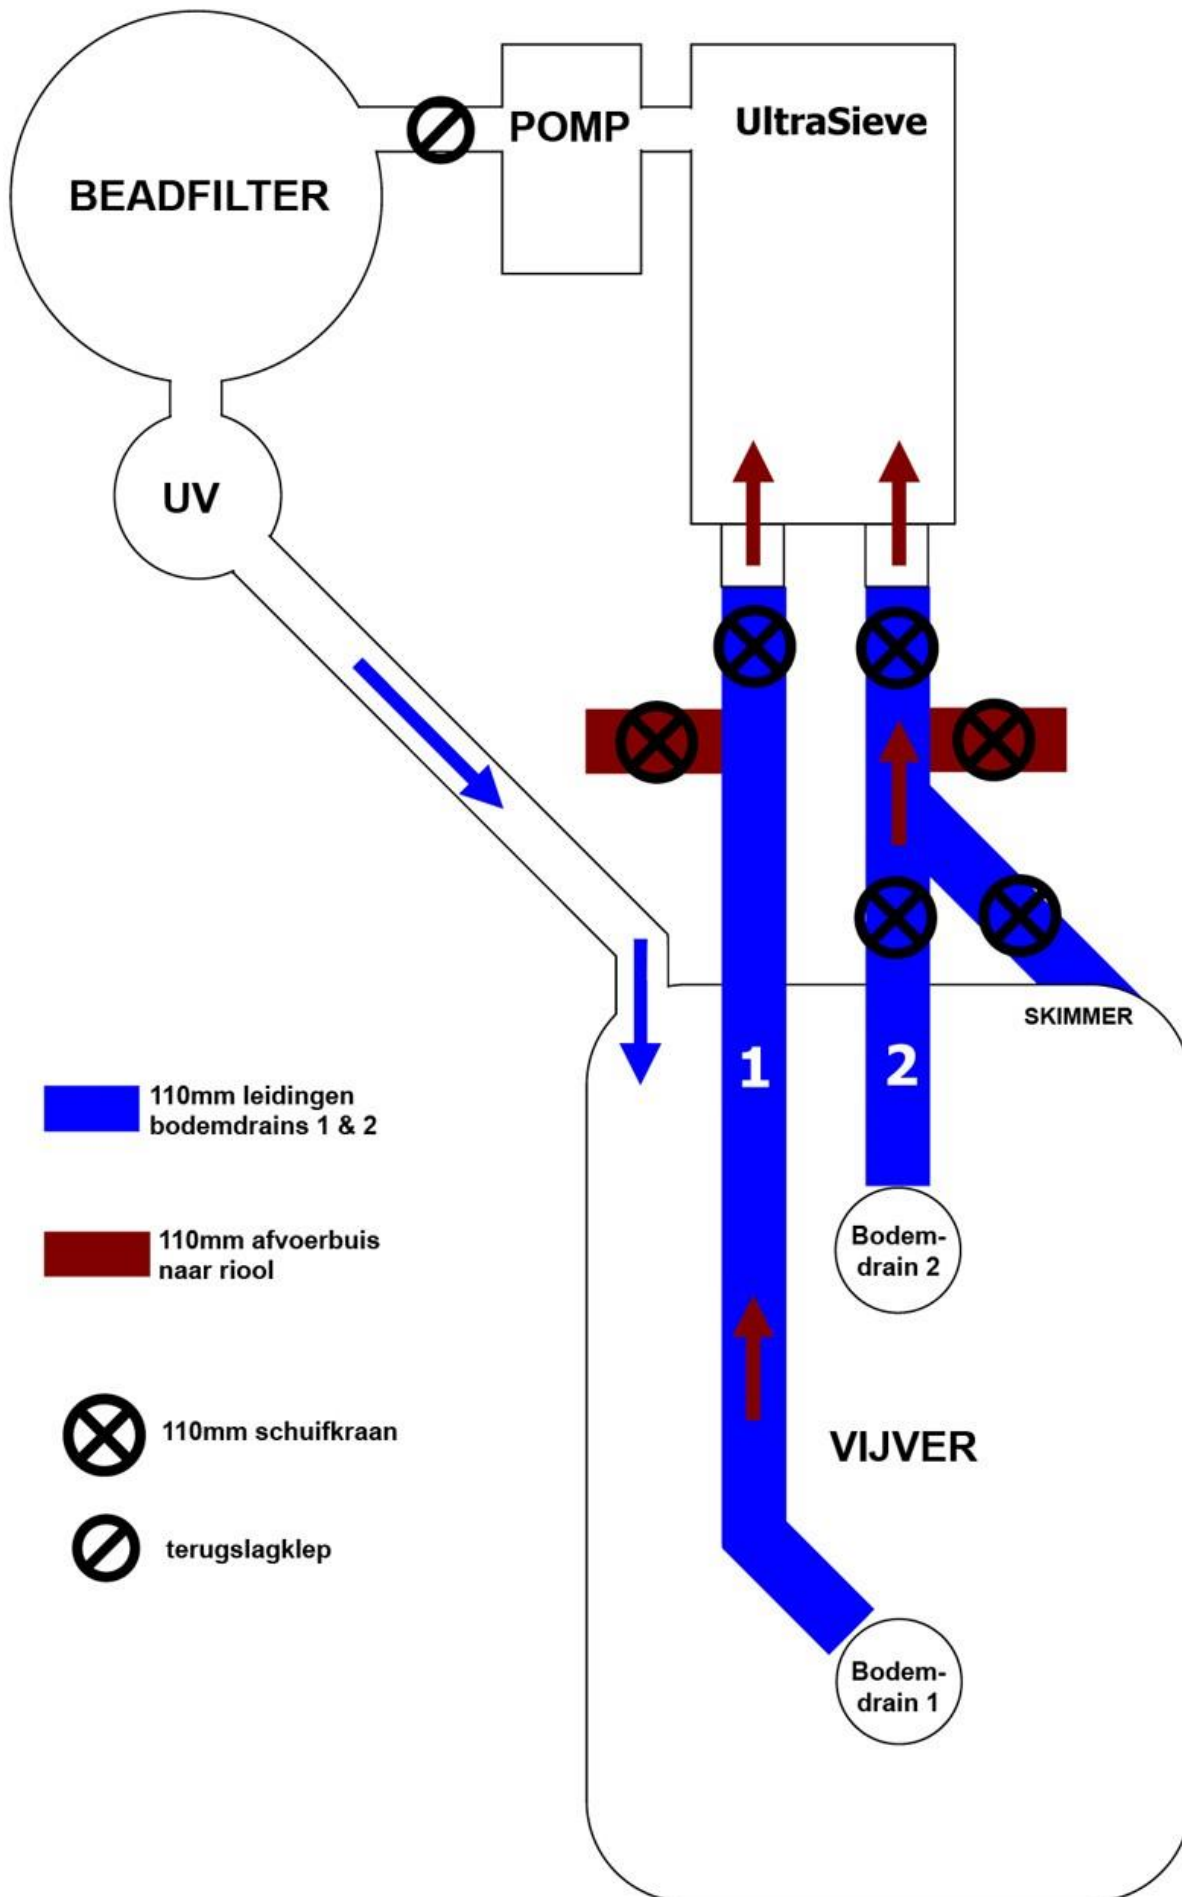 POMP
UltraSieve
BEADFILTER
UV
SKIMMER
1
2
110mm leidingen
bodemdrains 1 & 2
110mm afvoerbuis
naar riool
Bodem-
drain 2
110mm schuifkraan
VIJVER
terugslagklep
Bodem-
drain 1